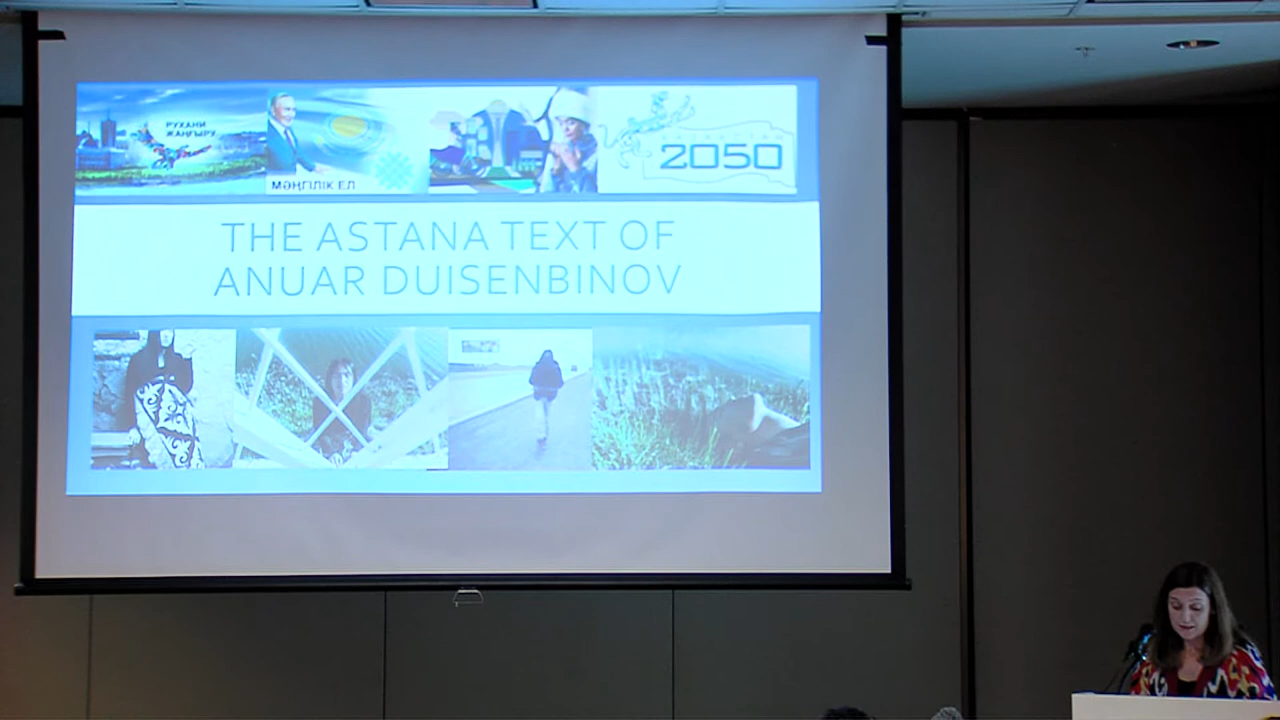 РУХАНИ
ЖАҢҒЫРУ
МӘҢГІЛІК ЕЛ
2050
THE ASTANA TEXT OF
ANUAR DUISENBINOV